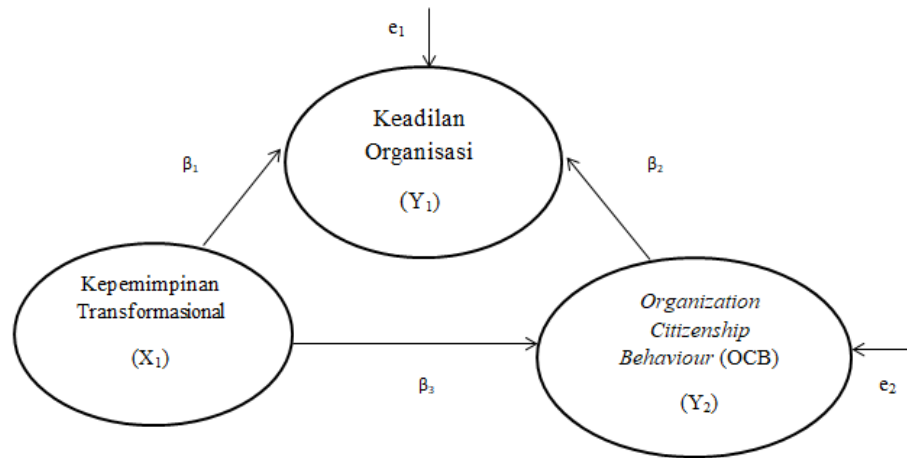 e₁
Keadilan
Organisasi
(Y₁)
β₁
β₂
Kepemimpinan
Transformasional
(X₁)
Organization
Citizenship
Behaviour (OCB)
(Y₂)
β₃
e₂